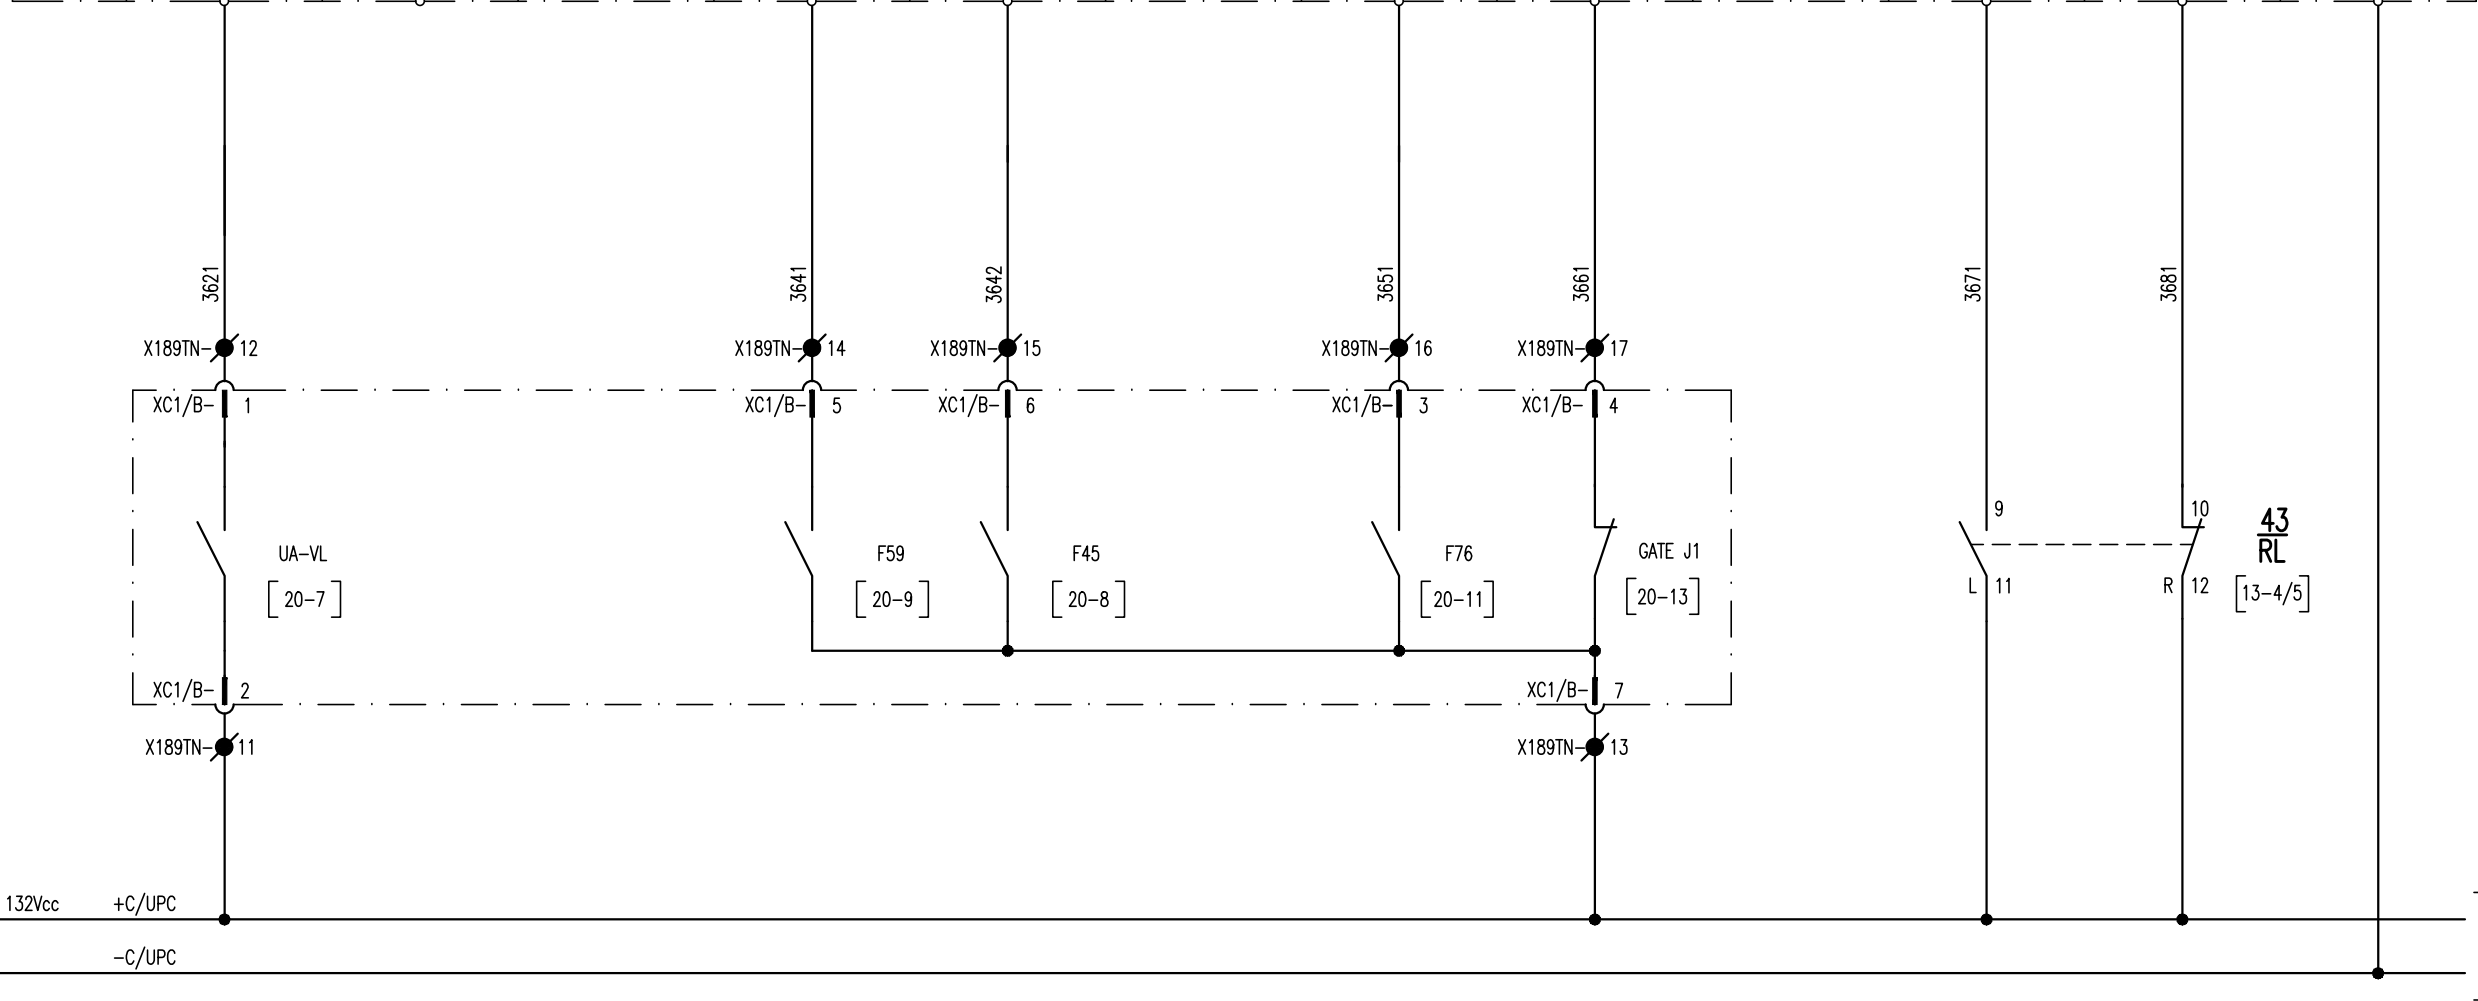 3621
3641
3642
3651
3661
3671
3681
X189TN- 12
X189TN- 14
X189TN- 15
X189TN- 16
X189TN- 17
XC1/B- 1
XC1/B- 5
XC1/B- 6
XC1/B- 3
XC1/B- 4
9
10
43
RL
UA-VL
F59
F45
F76
GATE J1
[20-7]
[20-9]
[20-8]
[20-11]
[20-13]
L 11
R 12
[13-4/5]
XC1/B- 2
XC1/B- 7
X189TN- 11
X189TN- 13
132Vcc +C/UPC
-C/UPC